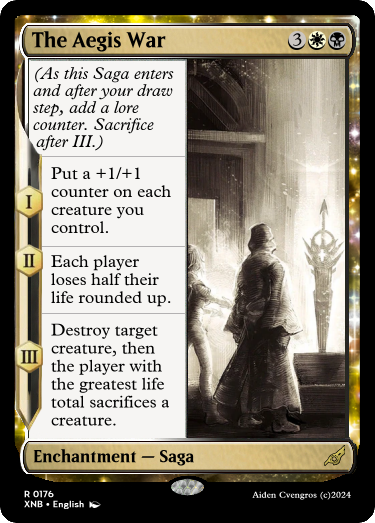 The Aegis War 3
(As this Saga enters
and after your draw
step, add a lore
counter. Sacrifice
after III.)
I
Put a +1/+1
counter on each
creature you
control.
II
Each player
loses half their
life rounded up.
III
Destroy target
creature, then
the player with
the greatest life
total sacrifices a
creature.
Enchantment — Saga
R 0176
XNB • English
Aiden Cvengros (c)2024